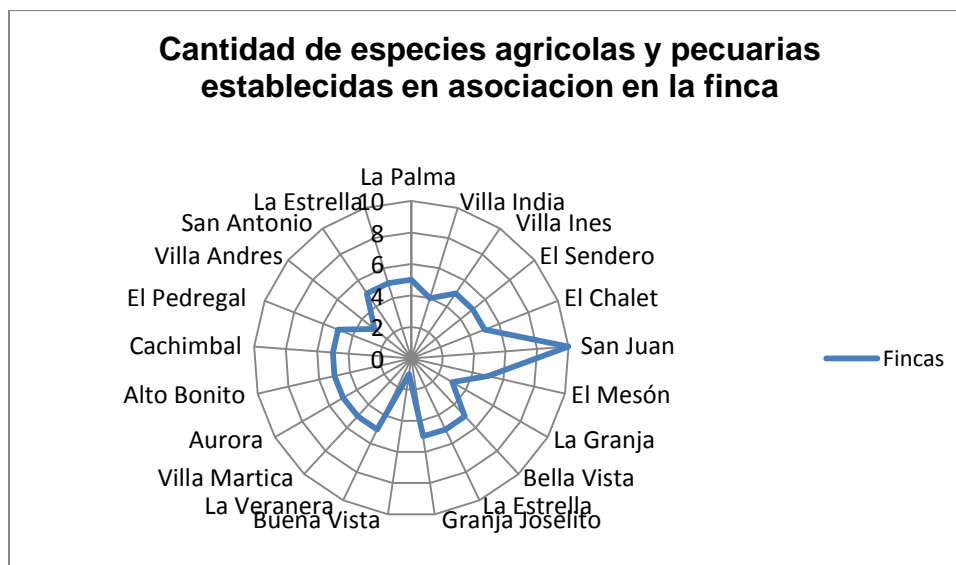 Cantidad de especies agricolas y pecuarias
establecidas en asociacion en la finca
La Palma
Villa India
Villa Ines
El Sendero
El Chalet
San Juan
El Mesón
La Granja
Bella Vista
La Estrella
Granja Joselito
Buena Vista
La Veranera
Villa Martica
Aurora
Alto Bonito
Cachimbal
El Pedregal
Villa Andres
San Antonio
La Estrella
10
8
6
4
2
0
Fincas